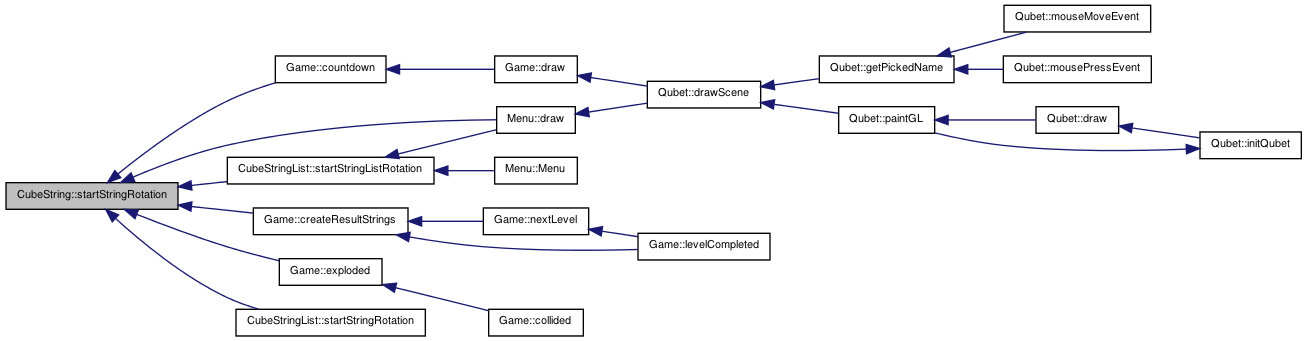 Qubet::mouseMoveEvent
Game::countdown
Game::draw
Qubet::getPickedName
Qubet::mousePressEvent
Qubet::drawScene
Menu::draw
Qubet::paintGL
Qubet::draw
Qubet::initQubet
CubeStringList::startStringListRotation
Menu::Menu
CubeString::startStringRotation
Game::createResultStrings
Game::nextLevel
Game::levelCompleted
Game::exploded
CubeStringList::startStringRotation
Game::collided